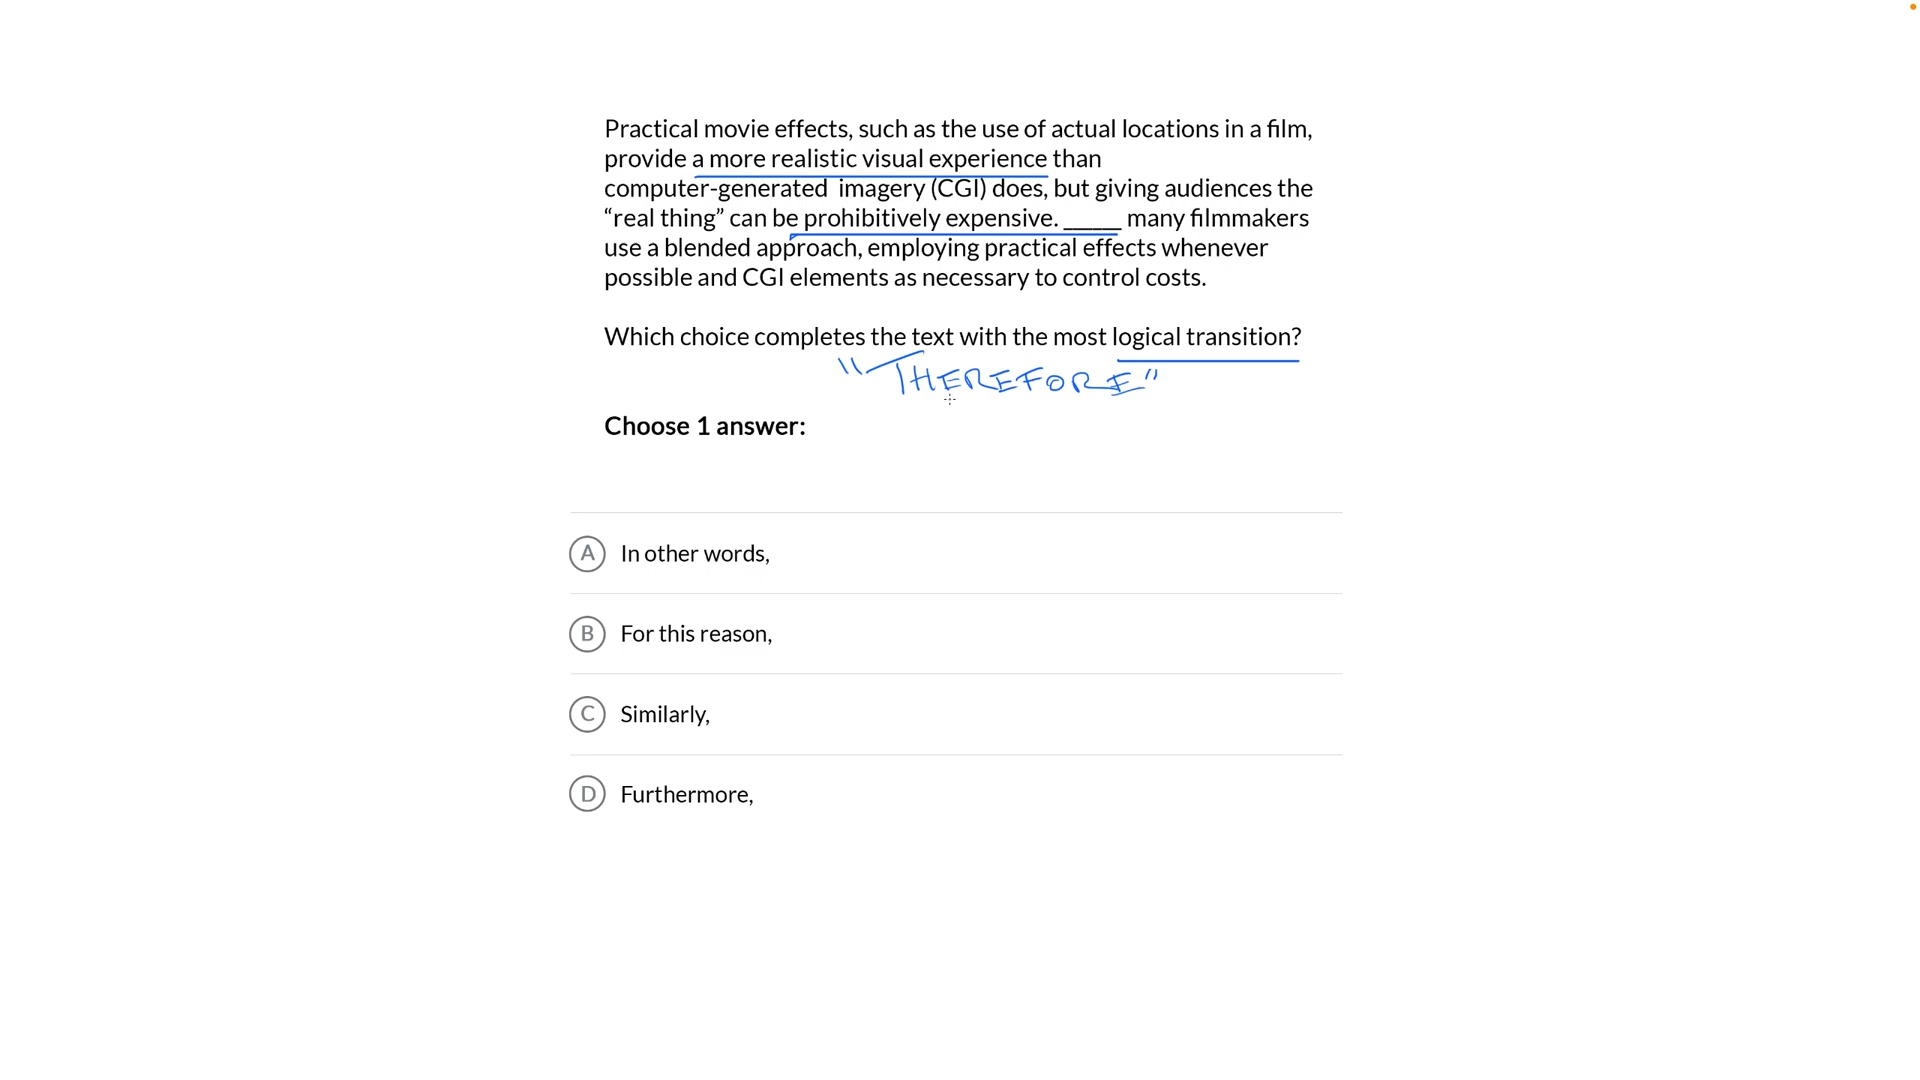 Practical movie effects, such as the use of actual locations in a film,
provide a more realistic visual experience than
computer-generated imagery (CGI) does, but giving audiences the
“real thing” can be prohibitively expensive. ______ many filmmakers
use a blended approach, employing practical effects whenever
possible and CGI elements as necessary to control costs.
Which choice completes the text with the most logical transition?
"THEREFORE"
Choose 1 answer:
A In other words,
B For this reason,
C Similarly,
D Furthermore,